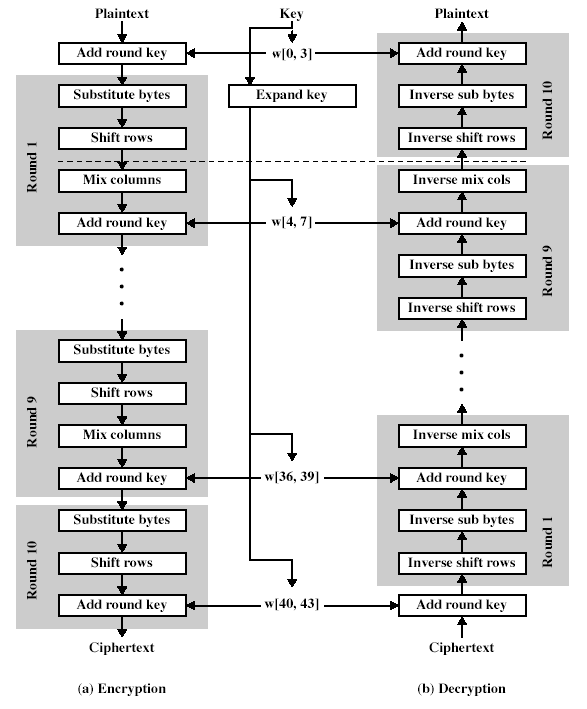 Plaintext
Key
Plaintext
Add round key
w[0, 3]
Add round key
Substitute bytes
Expand key
Inverse sub bytes
Shift rows
Inverse shift rows
Round 1
Round 10
Mix columns
Inverse mix cols
Add round key
w[4, 7]
Add round key
Inverse sub bytes
Inverse shift rows
Round 9
Substitute bytes
Shift rows
Mix columns
Inverse mix cols
Round 9
Add round key
w[36, 39]
Add round key
Substitute bytes
Inverse sub bytes
Shift rows
Inverse shift rows
Round 10
Round 1
Add round key
w[40, 43]
Add round key
Ciphertext
Ciphertext
(a) Encryption
(b) Decryption